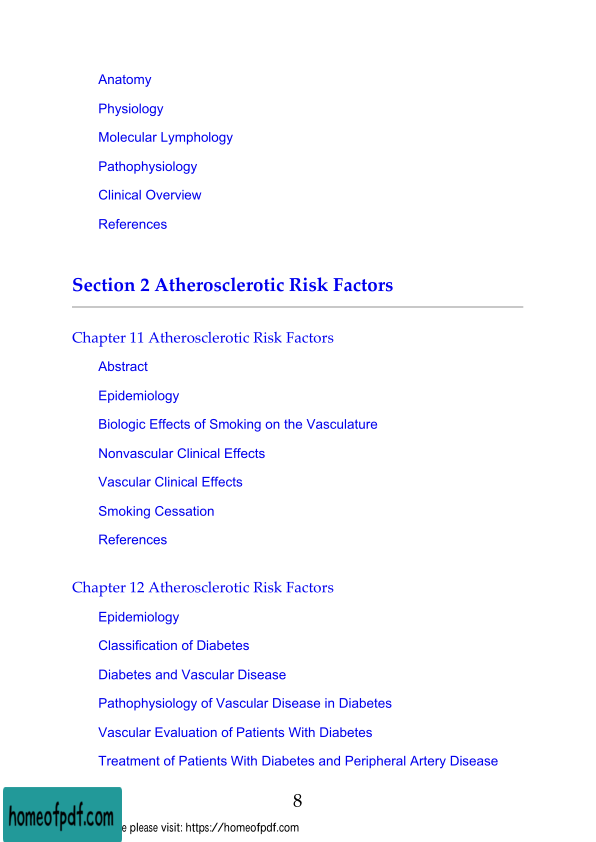 Anatomy
Physiology
Molecular Lymphology
Pathophysiology
Clinical Overview
References
Section 2 Atherosclerotic Risk Factors
Chapter 11 Atherosclerotic Risk Factors
Abstract
Epidemiology
Biologic Effects of Smoking on the Vasculature
Nonvascular Clinical Effects
Vascular Clinical Effects
Smoking Cessation
References
Chapter 12 Atherosclerotic Risk Factors
Epidemiology
Classification of Diabetes
Diabetes and Vascular Disease
Pathophysiology of Vascular Disease in Diabetes
Vascular Evaluation of Patients With Diabetes
Treatment of Patients With Diabetes and Peripheral Artery Disease
8
homeofpdf.com
please visit: https://homeofpdf.com